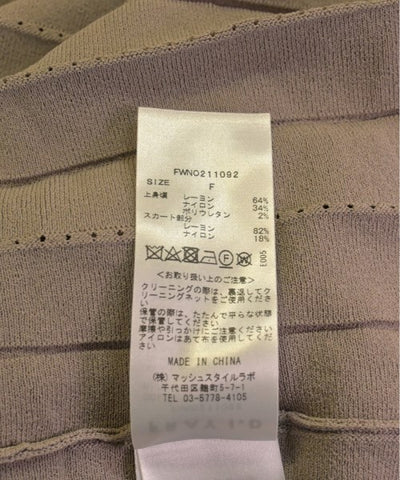 FWNO211092
SIZE F
上身頃 レーヨン 64%
ナイロン 34%
ポリウレタン 2%
スカート部分
レーヨン 82%
ナイロン 18%
E005
<お取り扱い上のご注意>
クリーニングの際は、裏返してク
リーニングネットをご使用くださ
い
保管の際は、たたんで平らな状態
で保管してください
摩擦や引っかけにご注意ください
アイロンはあて布を使用してくだ
さい
MADE IN CHINA
(株) マッシュスタイルラボ
千代田区麹町5-7-1
TEL 03-5778-4105